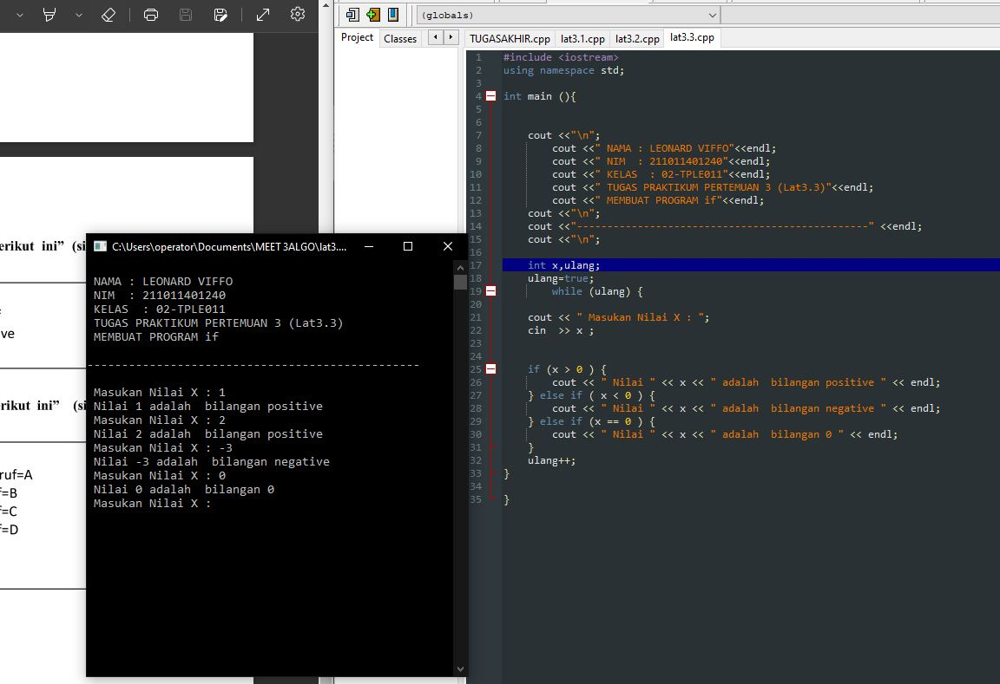 (globals)
Project Classes
TUGASAKHIR.cpp lat3.1.cpp lat3.2.cpp lat3.3.cpp
1 #include <iostream>
2 using namespace std;
3
4 int main (){
5
6
7 cout <<"\n";
8 cout <<" NAMA : LEONARD VIFFO"<<endl;
9 cout <<" NIM  : 211011401240"<<endl;
10 cout <<" KELAS  : 02-TPLE011"<<endl;
11 cout <<" TUGAS PRAKTIKUM PERTEMUAN 3 (Lat3.3)"<<endl;
12 cout <<" MEMBUAT PROGRAM if"<<endl;
13 cout <<"\n";
14 cout <<"------------------------------------------------" <<endl;
15 cout <<"\n";
16
17 int x,ulang;
18 ulang=true;
19 while (ulang) {
20
21 cout << " Masukan Nilai X : ";
22 cin  >> x ;
23
24
25 if (x > 0 ) {
26 cout << " Nilai " << x << " adalah  bilangan positive " << endl;
27 } else if ( x < 0 ) {
28 cout << " Nilai " << x << " adalah  bilangan negative " << endl;
29 } else if (x == 0 ) {
30 cout << " Nilai " << x << " adalah  bilangan 0 " << endl;
31 }
32 ulang++;
33 }
34
35 }
erikut ini” (si
ve
erikut ini” (si
ruf=A
f=B
f=C
f=D
C:\Users\operator\Documents\MEET 3ALGO\lat3....
NAMA : LEONARD VIFFO
NIM  : 211011401240
KELAS  : 02-TPLE011
TUGAS PRAKTIKUM PERTEMUAN 3 (Lat3.3)
MEMBUAT PROGRAM if
------------------------------------------------
Masukan Nilai X : 1
Nilai 1 adalah  bilangan positive
Masukan Nilai X : 2
Nilai 2 adalah  bilangan positive
Masukan Nilai X : -3
Nilai -3 adalah  bilangan negative
Masukan Nilai X : 0
Nilai 0 adalah  bilangan 0
Masukan Nilai X :